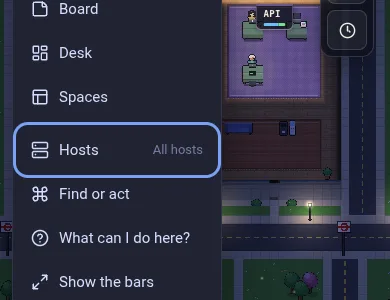 Board
API
Desk
Spaces
Hosts All hosts
Find or act
What can I do here?
Show the bars